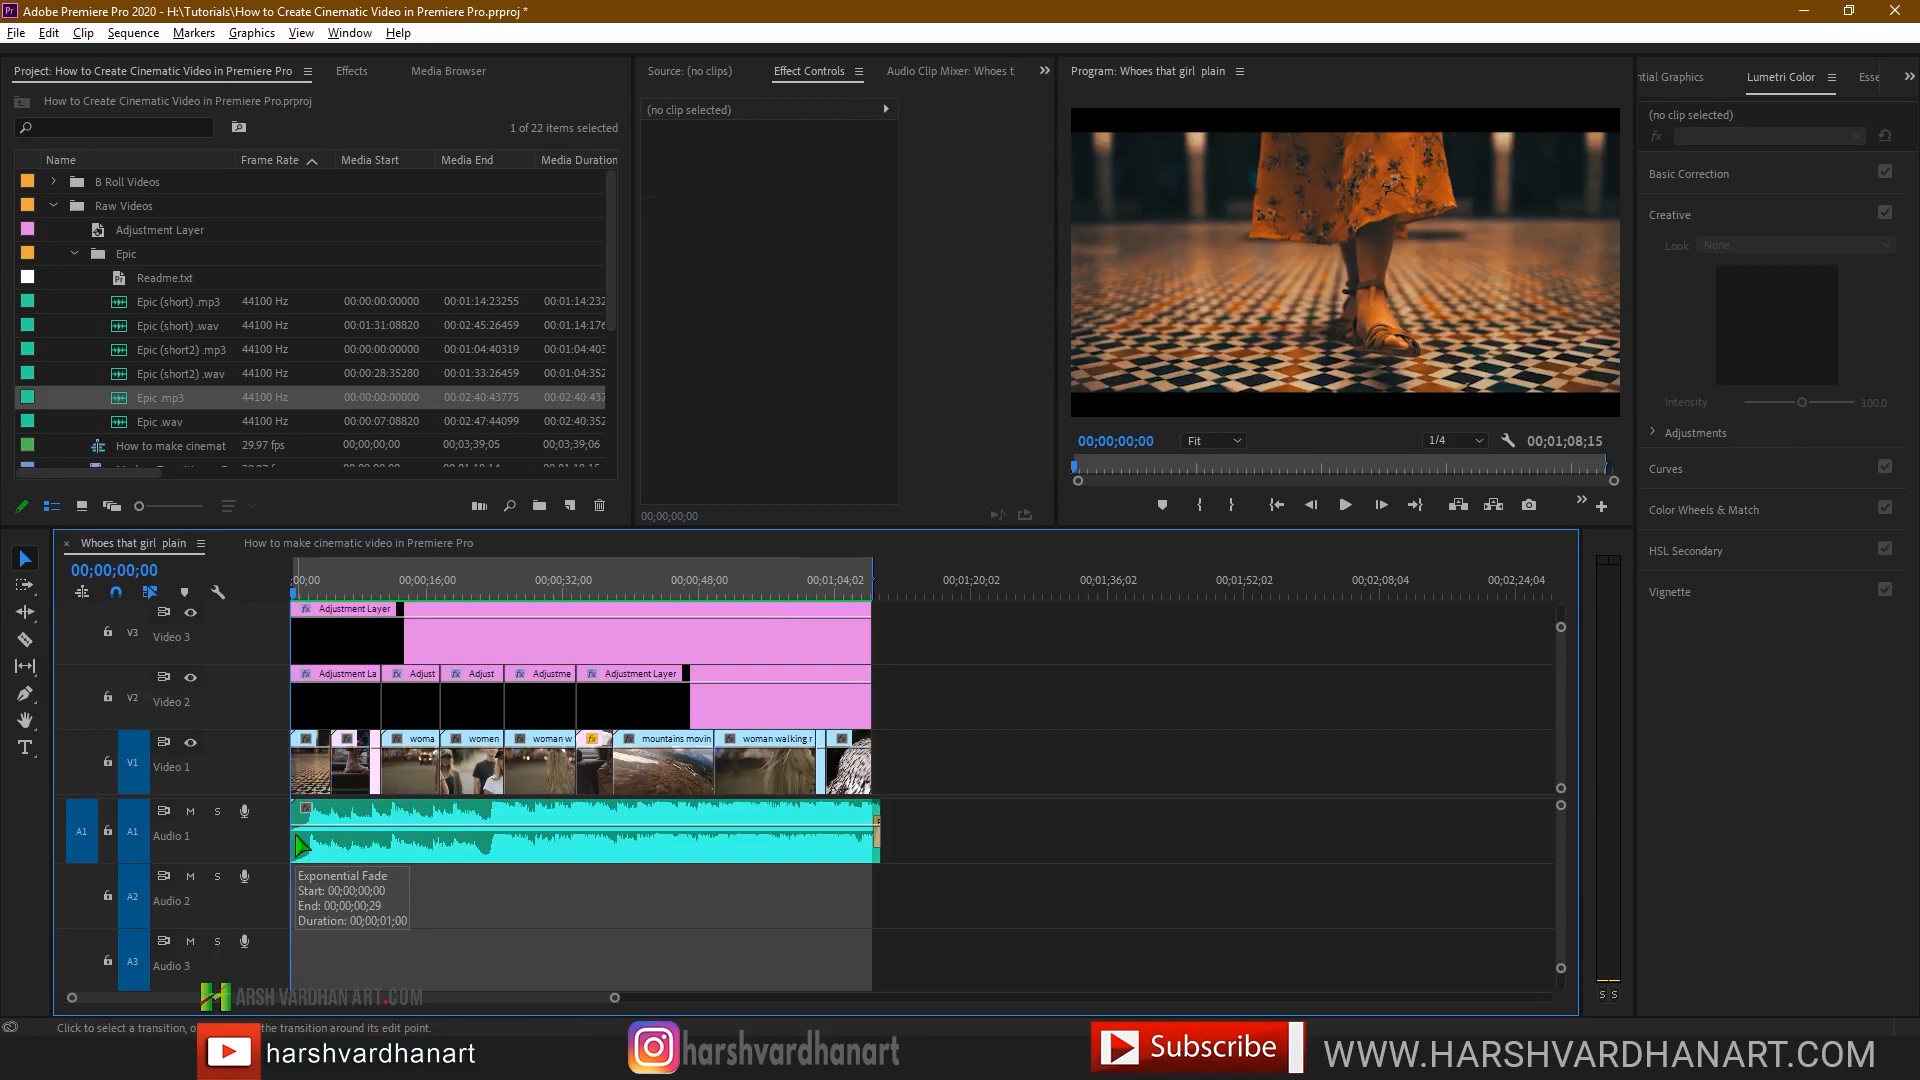 Pr Adobe Premiere Pro 2020 - H:\Tutorials\How to Create Cinematic Video in Premiere Pro.prproj *
File Edit Clip Sequence Markers Graphics View Window Help
Project: How to Create Cinematic Video in Premiere Pro Effects Media Browser
How to Create Cinematic Video in Premiere Pro.prproj
1 of 22 items selected
Name Frame Rate Media Start Media End Media Duration
B Roll Videos
Raw Videos
Adjustment Layer
Epic
Readme.txt
Epic (short) .mp3 44100 Hz 00:00:00:00000 00:01:14:23255 00:01:14:232
Epic (short) .wav 44100 Hz 00:01:31:08820 00:02:45:26459 00:01:14:176
Epic (short2) .mp3 44100 Hz 00:00:00:00000 00:01:04:40319 00:01:04:403
Epic (short2) .wav 44100 Hz 00:00:28:35280 00:01:33:26459 00:01:04:352
Epic .mp3 44100 Hz 00:00:00:00000 00:02:40:43775 00:02:40:437
Epic .wav 44100 Hz 00:00:07:08820 00:02:47:44099 00:02:40:352
How to make cinemat 29.97 fps 00;00;00;00 00;03;39;05 00;03;39;06
Source: (no clips) Effect Controls Audio Clip Mixer: Whoes t
(no clip selected)
00;00;00;00
Program: Whoes that girl plain
00;00;00;00 Fit 1/4 00;01;08;15
ntial Graphics Lumetri Color Esse
(no clip selected)
fx
Basic Correction
Creative
Look None
Intensity 100.0
Adjustments
Curves
Color Wheels & Match
HSL Secondary
Vignette
× Whoes that girl plain How to make cinematic video in Premiere Pro
00;00;00;00
;00;00 00;00;16;00 00;00;32;00 00;00;48;00 00;01;04;02 00;01;20;02 00;01;36;02 00;01;52;02 00;02;08;04 00;02;24;04
fx Adjustment Layer
V3 Video 3
fx Adjustment La fx Adjust fx Adjust fx Adjustme fx Adjustment Layer
V2 Video 2
fx fx fx woma fx women fx woman w fx fx mountains movin fx woman walking r fx
V1 Video 1
M S fx
A1 A1 Audio 1
M S
A2 Audio 2
Exponential Fade
Start: 00;00;00;00
End: 00;00;00;29
Duration: 00;00;01;00
M S
A3 Audio 3
S S
HARSH VARDHAN ART.COM
Click to select a transition, o the transition around its edit point.
harshvardhanart harshvardhanart Subscribe WWW.HARSHVARDHANART.COM